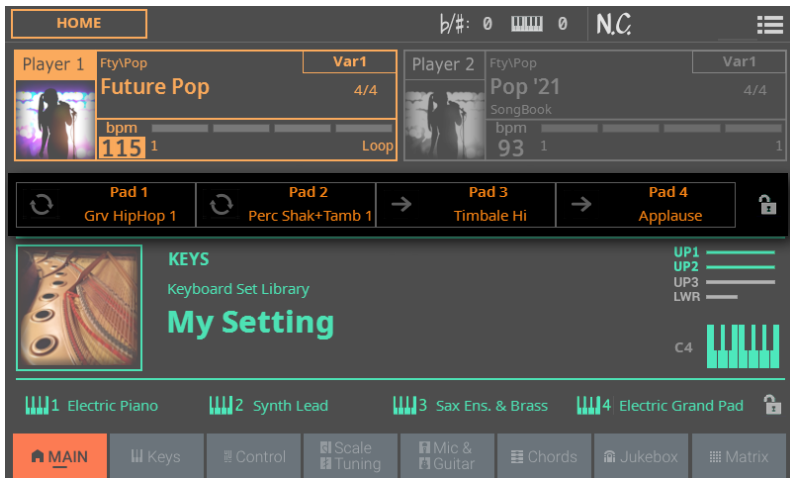 HOME
♭/♯: 0 0 N.C.
Player 1 Fty\Pop Var1
Future Pop 4/4
bpm
115 1 Loop
Player 2 Fty\Pop Var1
Pop '21 4/4
SongBook
bpm
93 1 1
Pad 1
Grv HipHop 1
Pad 2
Perc Shak+Tamb 1
Pad 3
Timbale Hi
Pad 4
Applause
KEYS
Keyboard Set Library
My Setting
UP1
UP2
UP3
LWR
C4
1 Electric Piano
2 Synth Lead
3 Sax Ens. & Brass
4 Electric Grand Pad
MAIN
Keys
Control
Scale
Tuning
Mic &
Guitar
Chords
Jukebox
Matrix